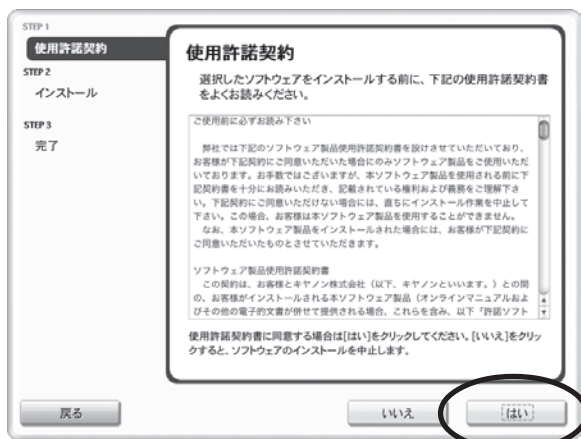 STEP 1
使用許諾契約
STEP 2
インストール
STEP 3
完了
使用許諾契約
選択したソフトウェアをインストールする前に、下記の使用許諾契約書
をよくお読みください。
ご使用前に必ずお読み下さい
弊社では下記のソフトウェア製品使用許諾契約書を設けさせていただいており、
お客様が下記契約にご同意いただいた場合にのみソフトウェア製品をご使用いただ
いております。お手数ではございますが、本ソフトウェア製品を使用される前に下
記契約書を十分にお読みいただき、記載されている権利および義務をご理解下さ
い。下記契約にご同意いただけない場合には、直ちにインストール作業を中止して
下さい。この場合、お客様は本ソフトウェア製品を使用することができません。
なお、本ソフトウェア製品をインストールされた場合には、お客様が下記契約に
ご同意いただいたものとさせていただきます。
ソフトウェア製品使用許諾契約書
この契約は、お客様とキヤノン株式会社（以下、キヤノンといいます。）との間
の、お客様がインストールされる本ソフトウェア製品（オンラインマニュアルおよ
びその他の電子的文書が併せて提供される場合、これらを含み、以下「許諾ソフト
使用許諾契約書に同意する場合は[はい]をクリックしてください。[いいえ]をクリッ
クすると、ソフトウェアのインストールを中止します。
戻る
いいえ
はい